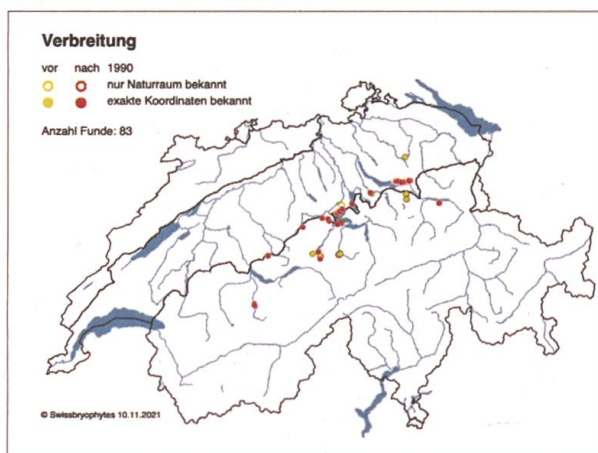 Verbreitung
vor nach 1990
nur Naturraum bekannt
exakte Koordinaten bekannt
Anzahl Funde: 83
© Swissbryophytes 10.11.2021